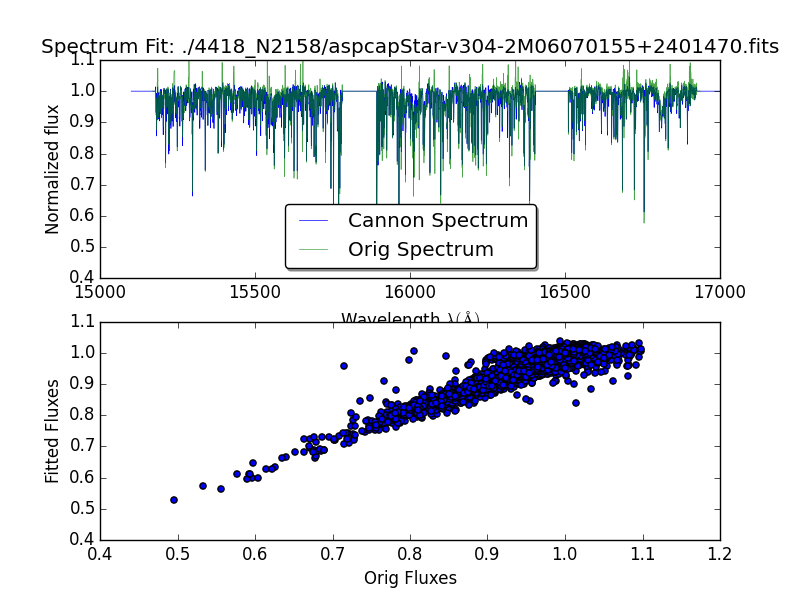 Spectrum Fit: ./4418_N2158/aspcapStar-v304-2M06070155+2401470.fits
1.1
1.0
0.9
0.8
0.7
0.6
0.5
0.4
Normalized flux
Cannon Spectrum
Orig Spectrum
15000 15500 16000 16500 17000
Wavelength λ(Å)
1.1
1.0
0.9
0.8
0.7
0.6
0.5
0.4
Fitted Fluxes
0.4 0.5 0.6 0.7 0.8 0.9 1.0 1.1 1.2
Orig Fluxes